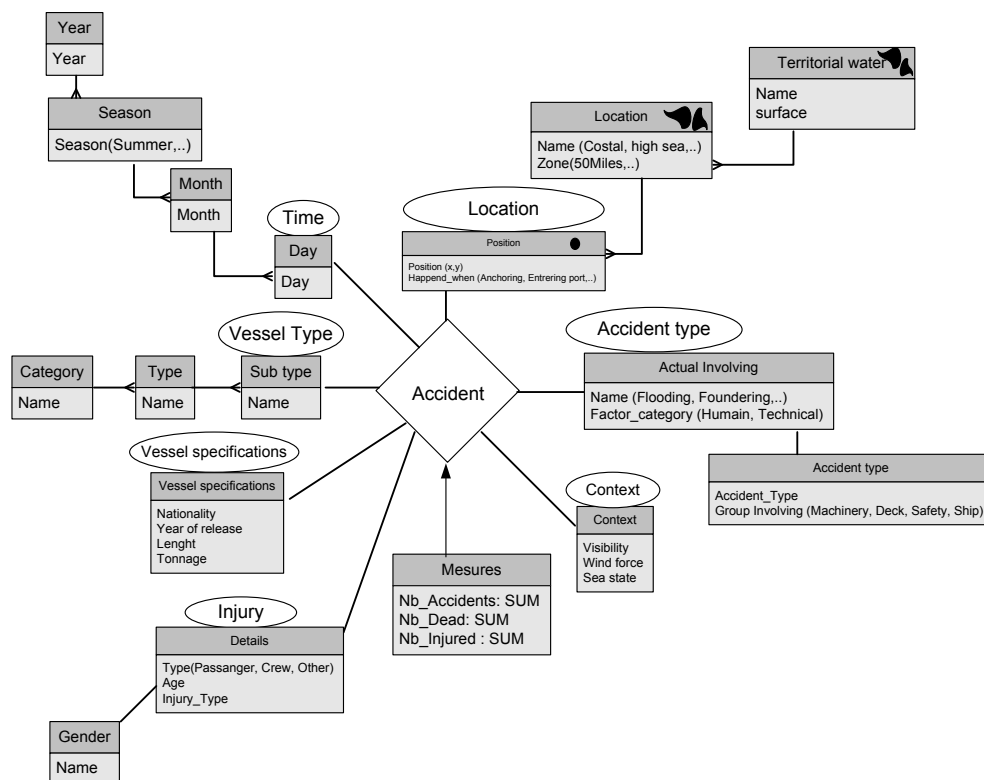 Year
Year
Season
Season(Summer,..)
Month
Month
Time
Day
Day
Territorial water
Name
surface
Location
Name (Costal, high sea,..)
Zone(50Miles,..)
Location
Position
Position (x,y)
Happend_when (Anchoring, Entrering port,..)
Vessel Type
Category
Name
Type
Name
Sub type
Name
Accident
Accident type
Actual Involving
Name (Flooding, Foundering,..)
Factor_category (Humain, Technical)
Accident type
Accident_Type
Group Involving (Machinery, Deck, Safety, Ship)
Vessel specifications
Vessel specifications
Nationality
Year of release
Lenght
Tonnage
Context
Context
Visibility
Wind force
Sea state
Mesures
Nb_Accidents: SUM
Nb_Dead: SUM
Nb_Injured : SUM
Injury
Details
Type(Passanger, Crew, Other)
Age
Injury_Type
Gender
Name